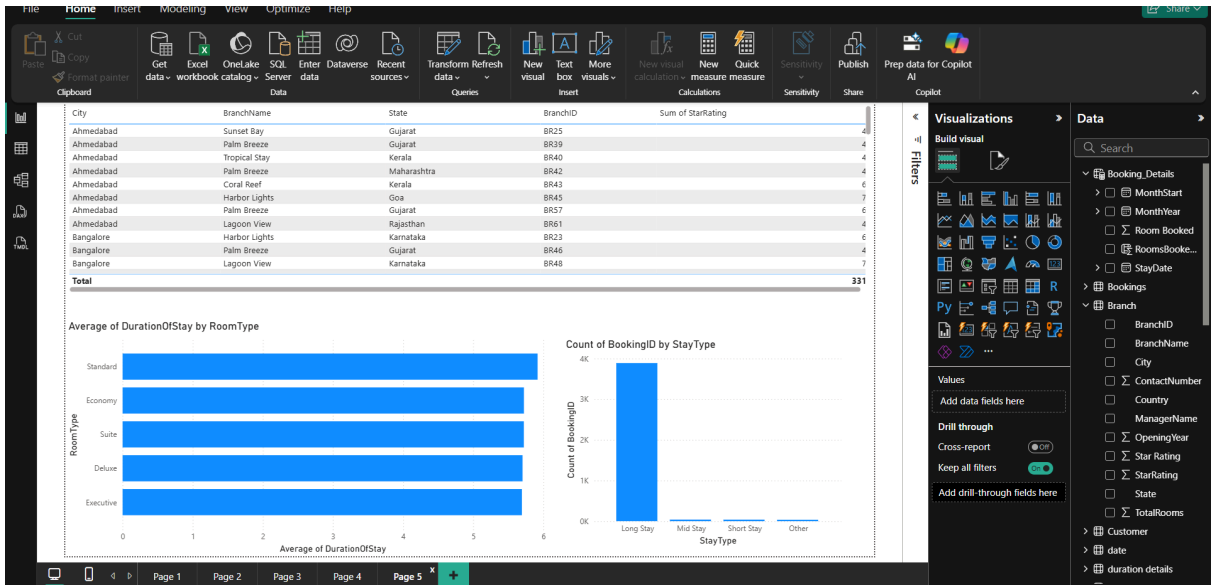 File Home Insert Modeling View Optimize Help Share
Paste
Cut
Copy
Format painter
Clipboard
Get data
Excel workbook
OneLake catalog
SQL Server
Enter data
Dataverse
Recent sources
Data
Transform data
Refresh
Queries
New visual
Text box
More visuals
Insert
New visual calculation
New measure
Quick measure
Calculations
Sensitivity
Sensitivity
Publish
Share
Prep data for AI
Copilot
Copilot
City BranchName State BranchID Sum of StarRating
Ahmedabad Sunset Bay Gujarat BR25 4
Ahmedabad Palm Breeze Gujarat BR39 4
Ahmedabad Tropical Stay Kerala BR40 4
Ahmedabad Palm Breeze Maharashtra BR42 4
Ahmedabad Coral Reef Kerala BR43 6
Ahmedabad Harbor Lights Goa BR45 7
Ahmedabad Palm Breeze Gujarat BR57 6
Ahmedabad Lagoon View Rajasthan BR61 4
Bangalore Harbor Lights Karnataka BR23 6
Bangalore Palm Breeze Gujarat BR46 4
Bangalore Lagoon View Karnataka BR48 7
Total 331
Average of DurationOfStay by RoomType
RoomType
Standard
Economy
Suite
Deluxe
Executive
0 1 2 3 4 5 6
Average of DurationOfStay
Count of BookingID by StayType
Count of BookingID
4K
3K
2K
1K
0K
Long Stay Mid Stay Short Stay Other
StayType
Filters
Visualizations
Build visual
R
Py
Values
Add data fields here
Drill through
Cross-report Off
Keep all filters On
Add drill-through fields here
Data
Search
Booking_Details
MonthStart
MonthYear
Room Booked
RoomsBooke...
StayDate
Bookings
Branch
BranchID
BranchName
City
ContactNumber
Country
ManagerName
OpeningYear
Star Rating
StarRating
State
TotalRooms
Customer
date
duration details
DAX
TMDL
Page 1 Page 2 Page 3 Page 4 Page 5